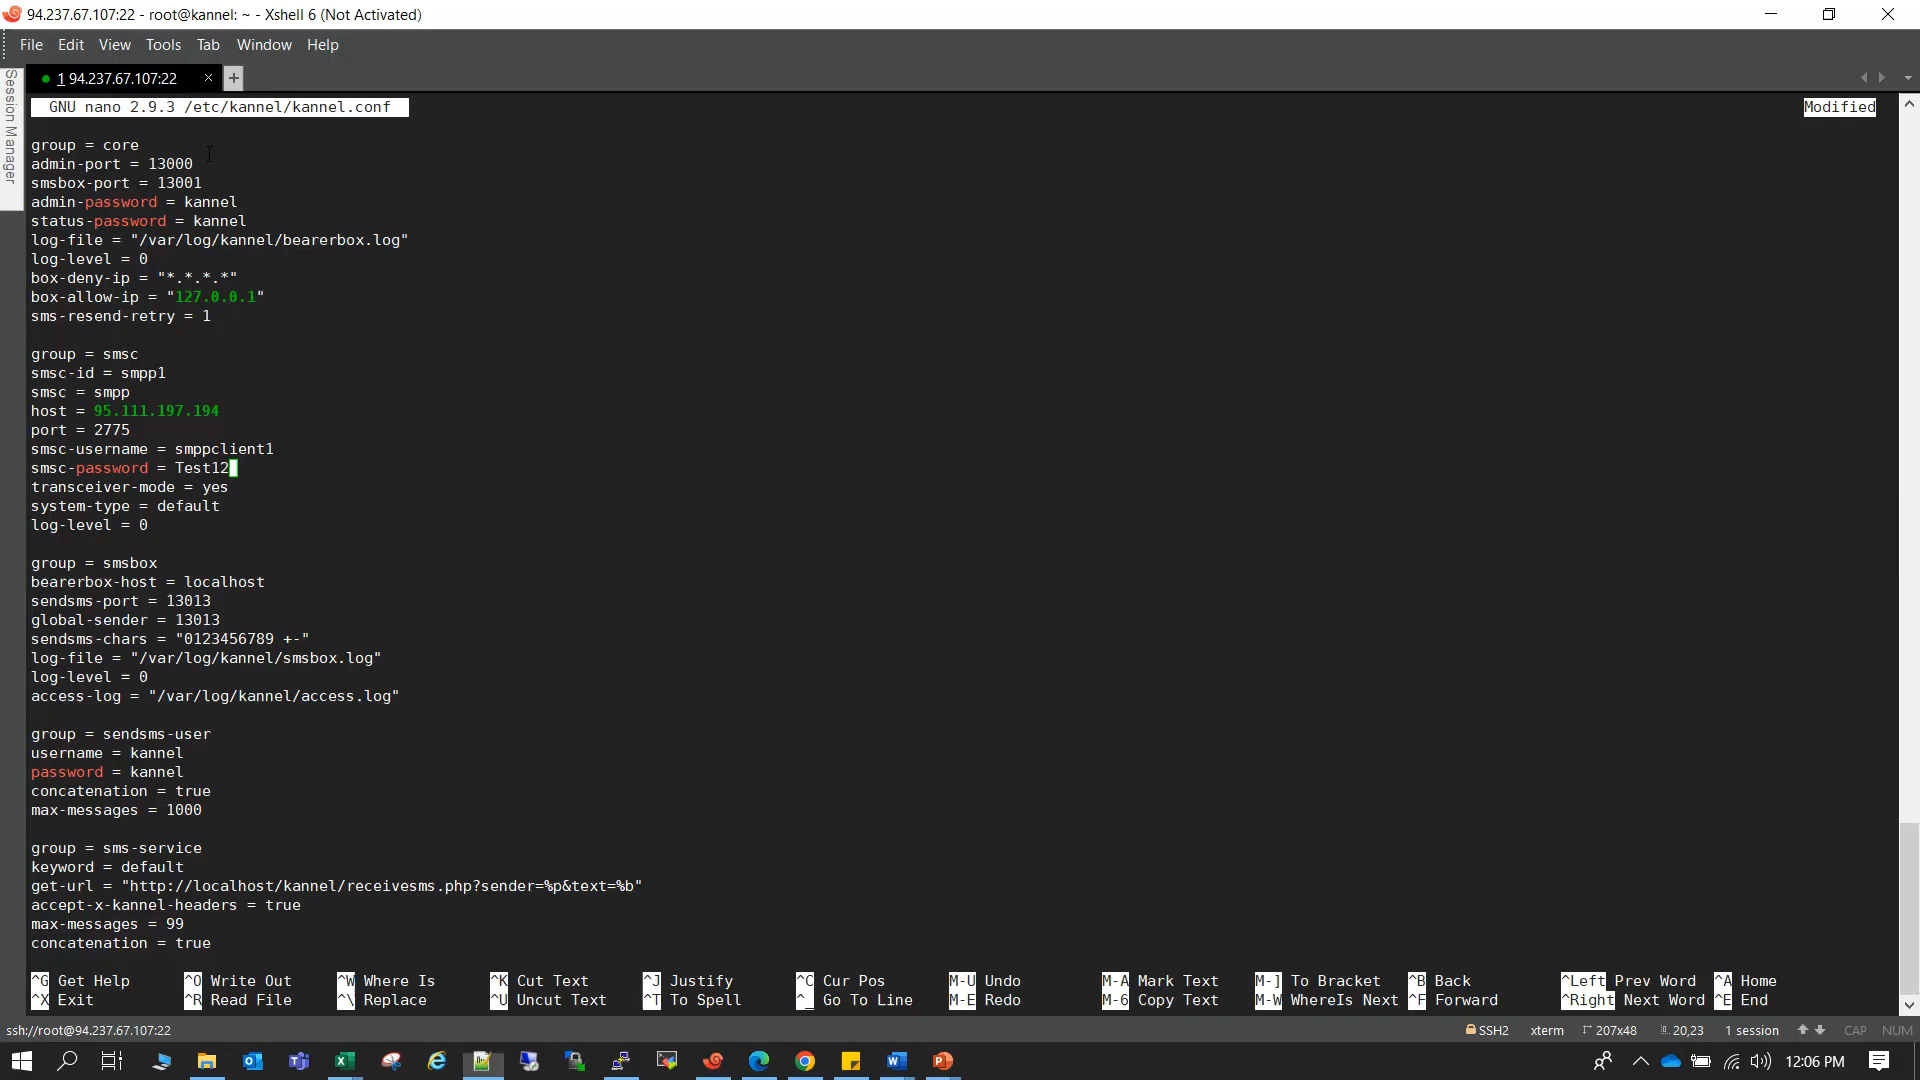 94.237.67.107:22 - root@kannel: ~ - Xshell 6 (Not Activated)
File Edit View Tools Tab Window Help
Session Manager
1 94.237.67.107:22 × +
GNU nano 2.9.3 /etc/kannel/kannel.conf Modified
group = core
admin-port = 13000
smsbox-port = 13001
admin-password = kannel
status-password = kannel
log-file = "/var/log/kannel/bearerbox.log"
log-level = 0
box-deny-ip = "*.*.*.*"
box-allow-ip = "127.0.0.1"
sms-resend-retry = 1
group = smsc
smsc-id = smpp1
smsc = smpp
host = 95.111.197.194
port = 2775
smsc-username = smppclient1
smsc-password = Test12
transceiver-mode = yes
system-type = default
log-level = 0
group = smsbox
bearerbox-host = localhost
sendsms-port = 13013
global-sender = 13013
sendsms-chars = "0123456789 +-"
log-file = "/var/log/kannel/smsbox.log"
log-level = 0
access-log = "/var/log/kannel/access.log"
group = sendsms-user
username = kannel
password = kannel
concatenation = true
max-messages = 1000
group = sms-service
keyword = default
get-url = "http://localhost/kannel/receivesms.php?sender=%p&text=%b"
accept-x-kannel-headers = true
max-messages = 99
concatenation = true
^G Get Help ^O Write Out ^W Where Is ^K Cut Text ^J Justify ^C Cur Pos M-U Undo M-A Mark Text M-] To Bracket ^B Back ^Left Prev Word ^A Home
^X Exit ^R Read File ^\ Replace ^U Uncut Text ^T To Spell ^_ Go To Line M-E Redo M-6 Copy Text M-W WhereIs Next ^F Forward ^Right Next Word ^E End
ssh://root@94.237.67.107:22 SSH2 xterm 207x48 20,23 1 session CAP NUM
12:06 PM